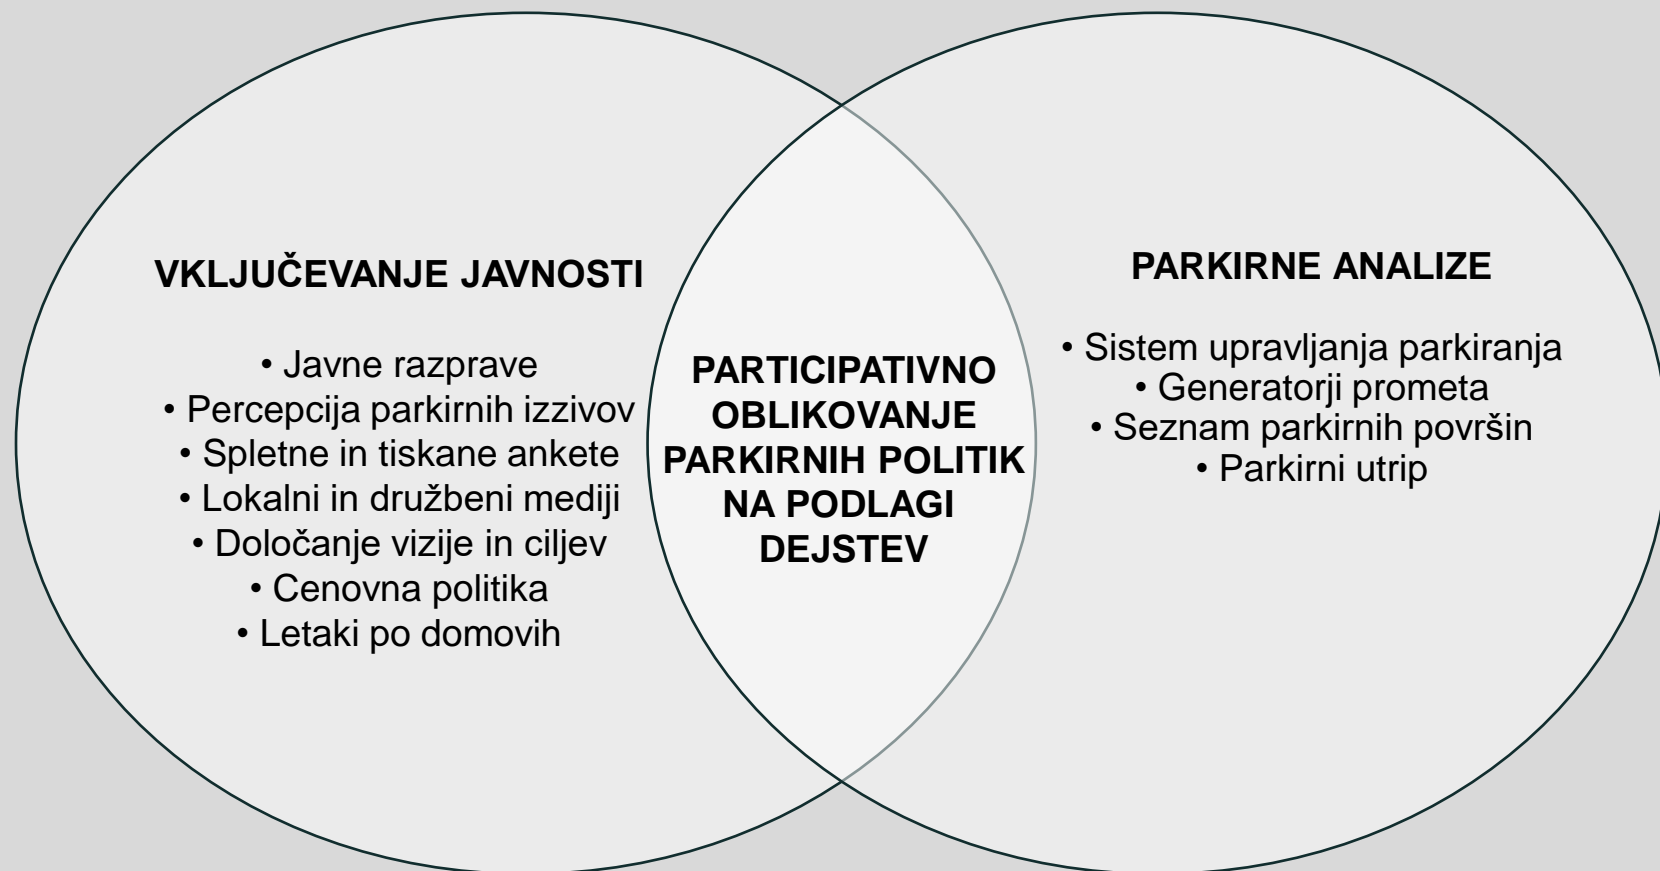 VKLJUČEVANJE JAVNOSTI
• Javne razprave
• Percepcija parkirnih izzivov
• Spletne in tiskane ankete
• Lokalni in družbeni mediji
• Določanje vizije in ciljev
• Cenovna politika
• Letaki po domovih
PARTICIPATIVNO
OBLIKOVANJE
PARKIRNIH POLITIK
NA PODLAGI
DEJSTEV
PARKIRNE ANALIZE
• Sistem upravljanja parkiranja
• Generatorji prometa
• Seznam parkirnih površin
• Parkirni utrip